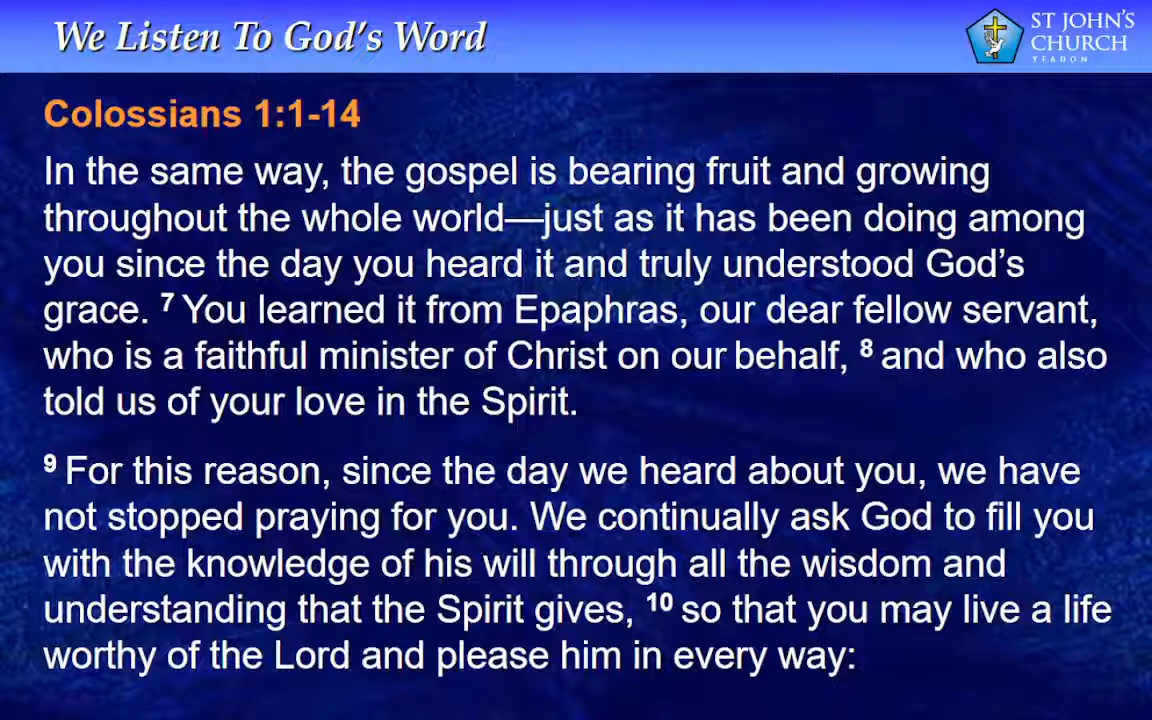 We Listen To God's Word
ST JOHN'S
CHURCH
YEADON
Colossians 1:1-14
In the same way, the gospel is bearing fruit and growing
throughout the whole world—just as it has been doing among
you since the day you heard it and truly understood God’s
grace. 7 You learned it from Epaphras, our dear fellow servant,
who is a faithful minister of Christ on our behalf, 8 and who also
told us of your love in the Spirit.
9 For this reason, since the day we heard about you, we have
not stopped praying for you. We continually ask God to fill you
with the knowledge of his will through all the wisdom and
understanding that the Spirit gives, 10 so that you may live a life
worthy of the Lord and please him in every way: